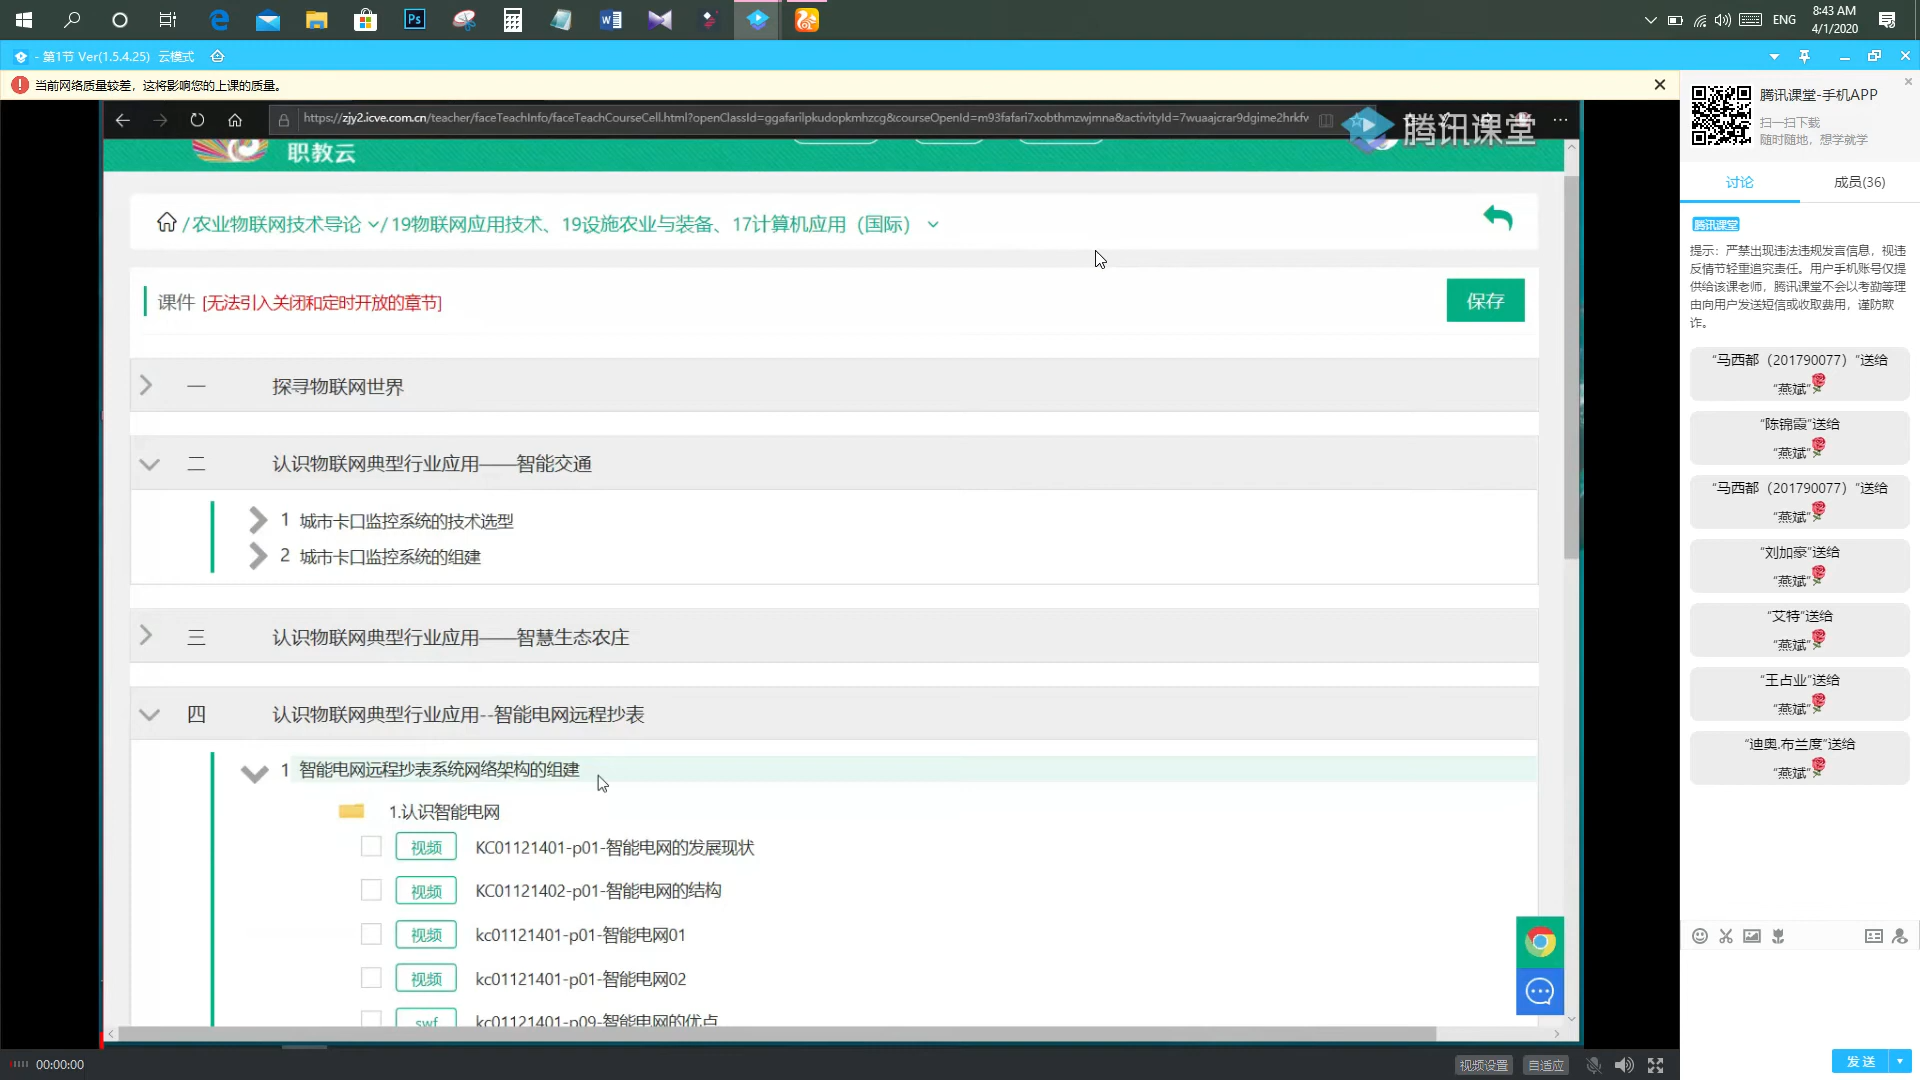 8:43 AM
ENG
4/1/2020
- 第1节 Ver(1.5.4.25) 云模式
当前网络质量较差，这将影响您的上课的质量。
https://zjy2.icve.com.cn/teacher/faceTeachInfo/faceTeachCourseCell.html?openClassId=ggafarilpkudopkmhzcg&courseOpenId=m93fafari7xobthmzwjmna&activityId=7wuaajcrar9dgime2hrkfv
腾讯课堂
职教云
/ 农业物联网技术导论 / 19物联网应用技术、19设施农业与装备、17计算机应用（国际）
课件 [无法引入关闭和定时开放的章节]
保存
一 探寻物联网世界
二 认识物联网典型行业应用——智能交通
1 城市卡口监控系统的技术选型
2 城市卡口监控系统的组建
三 认识物联网典型行业应用——智慧生态农庄
四 认识物联网典型行业应用--智能电网远程抄表
1 智能电网远程抄表系统网络架构的组建
1.认识智能电网
视频 KC01121401-p01-智能电网的发展现状
视频 KC01121402-p01-智能电网的结构
视频 kc01121401-p01-智能电网01
视频 kc01121401-p01-智能电网02
swf kc01121401-p09-智能电网的优点
00:00:00
视频设置 自适应
腾讯课堂-手机APP
扫一扫下载
随时随地，想学就学
讨论 成员(36)
腾讯课堂
提示：严禁出现违法违规发言信息，视违
反情节轻重追究责任。用户手机账号仅提
供给该课老师，腾讯课堂不会以考勤等理
由向用户发送短信或收取费用，谨防欺
诈。
“马西都（201790077）”送给
“燕斌”
“陈锦霞”送给
“燕斌”
“马西都（201790077）”送给
“燕斌”
“刘加豪”送给
“燕斌”
“艾特”送给
“燕斌”
“王占业”送给
“燕斌”
“迪奥.布兰度”送给
“燕斌”
发送